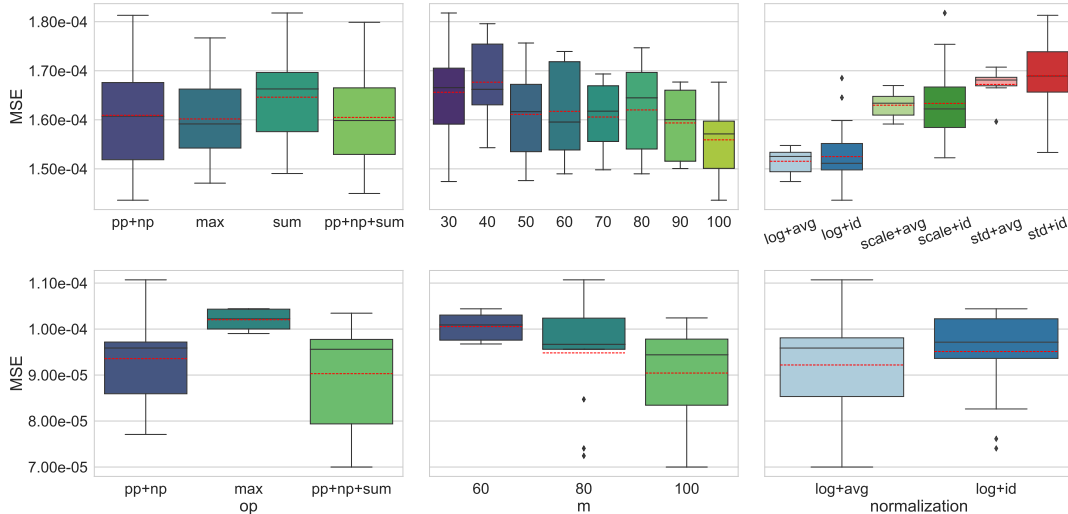 1.80e-04
1.70e-04
1.60e-04
1.50e-04
MSE
pp+np max sum pp+np+sum
30 40 50 60 70 80 90 100
log+avg log+id scale+avg scale+id std+avg std+id
1.10e-04
1.00e-04
9.00e-05
8.00e-05
7.00e-05
MSE
pp+np max pp+np+sum
op
60 80 100
m
log+avg log+id
normalization